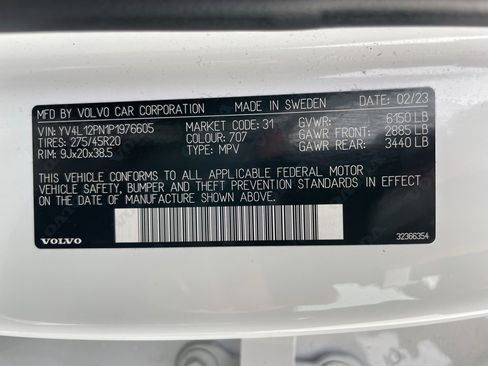 MFD BY VOLVO CAR CORPORATION MADE IN SWEDEN DATE: 02/23
VIN: YV4L12PN1P1976605 MARKET CODE: 31 GVWR: 6150 LB
TIRES: 275/45R20 COLOUR: 707 GAWR FRONT: 2885 LB
RIM: 9Jx20x38.5 TYPE: MPV GAWR REAR: 3440 LB
THIS VEHICLE CONFORMS TO ALL APPLICABLE FEDERAL MOTOR
VEHICLE SAFETY, BUMPER AND THEFT PREVENTION STANDARDS IN EFFECT
ON THE DATE OF MANUFACTURE SHOWN ABOVE.
VOLVO 32366354